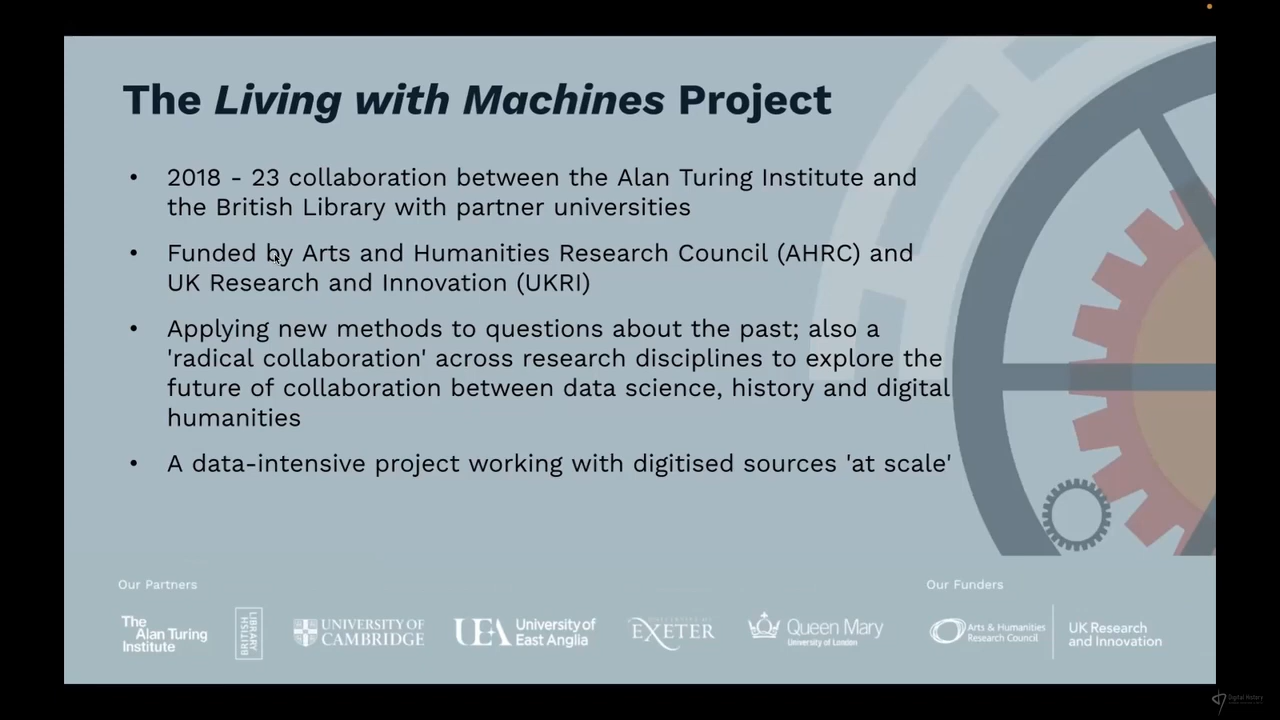 The Living with Machines Project
• 2018 - 23 collaboration between the Alan Turing Institute and
the British Library with partner universities
• Funded by Arts and Humanities Research Council (AHRC) and
UK Research and Innovation (UKRI)
• Applying new methods to questions about the past; also a
'radical collaboration' across research disciplines to explore the
future of collaboration between data science, history and digital
humanities
• A data-intensive project working with digitised sources 'at scale'
Our Partners
Our Funders
The
Alan Turing
Institute
BRITISH
LIBRARY
UNIVERSITY OF
CAMBRIDGE
UEA University of
East Anglia
UNIVERSITY OF
EXETER
Queen Mary
University of London
Arts & Humanities
Research Council
UK Research
and Innovation
Digital History